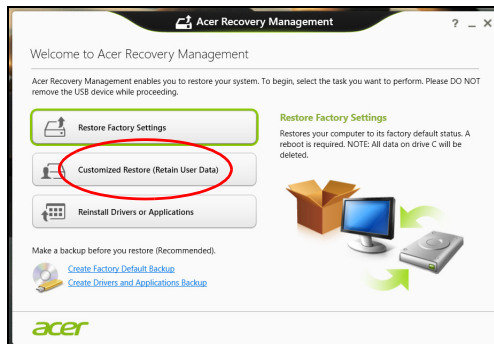 Acer Recovery Management
Welcome to Acer Recovery Management
Acer Recovery Management enables you to restore your system. To begin, select the task you want to perform. Please DO NOT
remove the USB device while proceeding.
Restore Factory Settings
Customized Restore (Retain User Data)
Reinstall Drivers or Applications
Restore Factory Settings
Restores your computer to its factory default status. A
reboot is required. NOTE: All data on drive C will be
deleted.
Make a backup before you restore (Recommended).
Create Factory Default Backup
Create Drivers and Applications Backup
acer